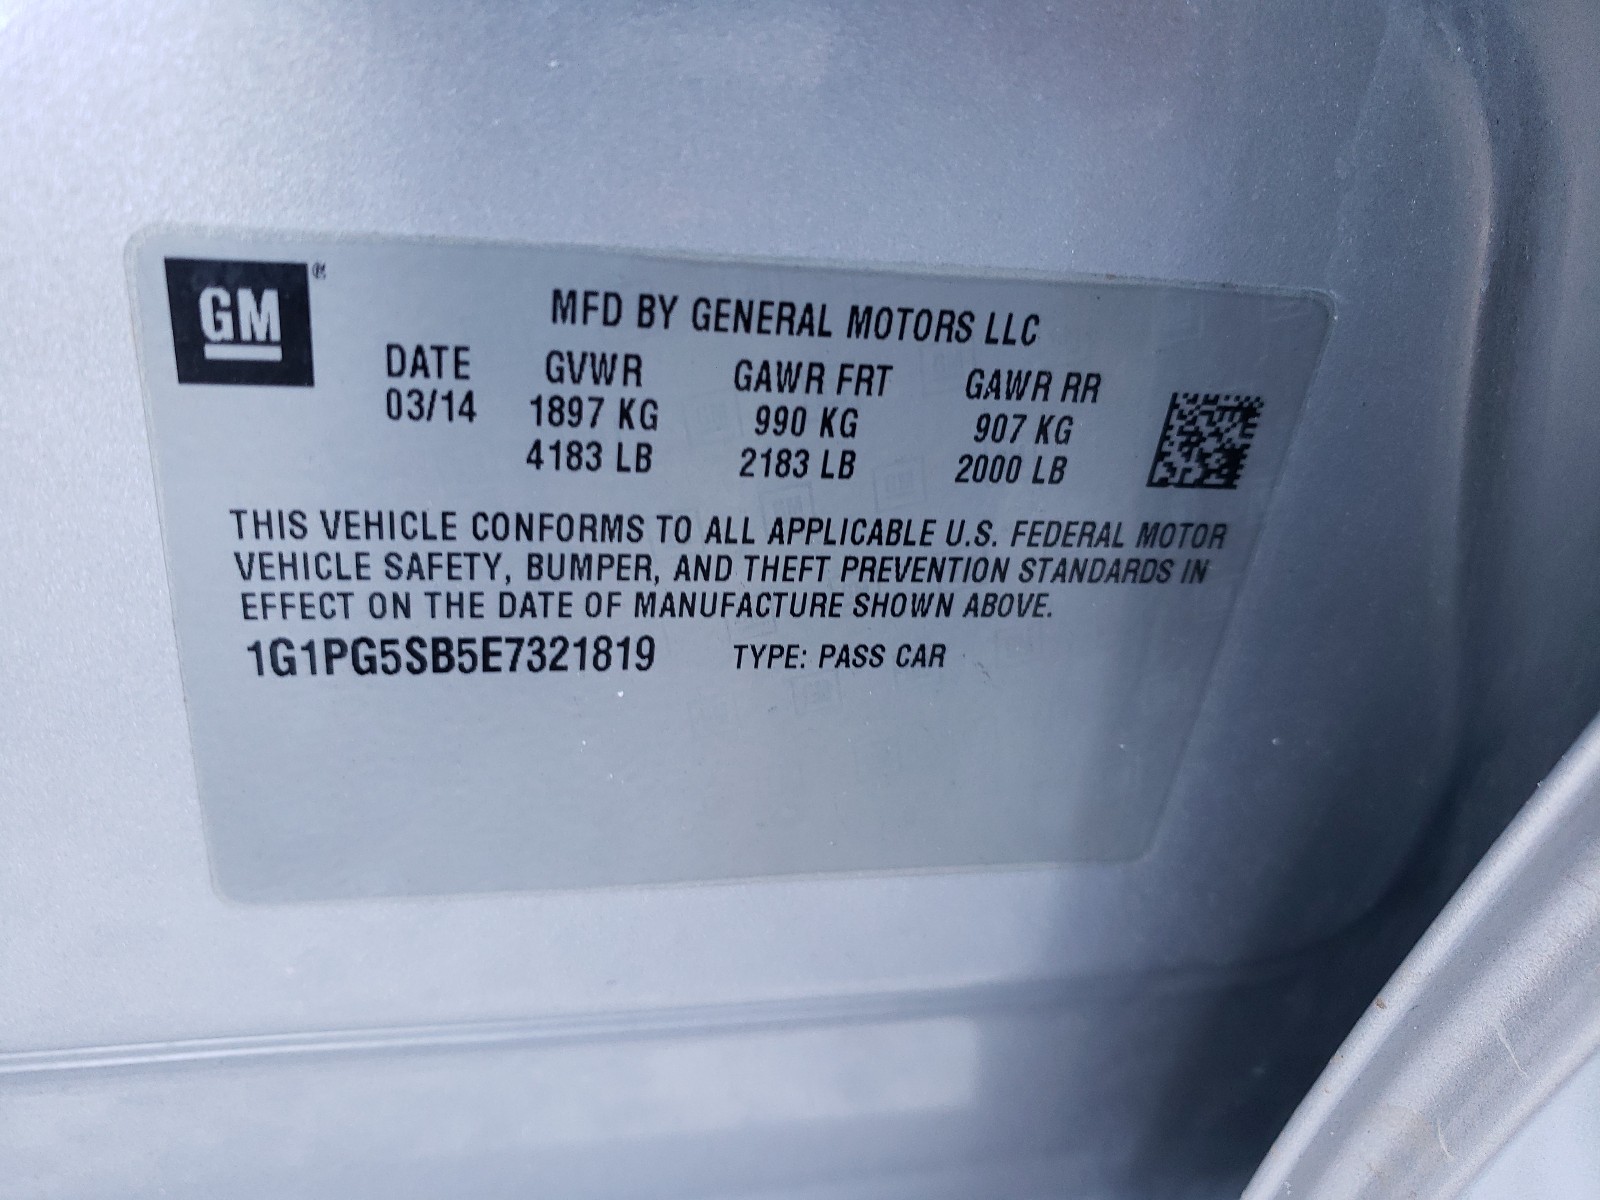 GM®
MFD BY GENERAL MOTORS LLC
DATE GVWR GAWR FRT GAWR RR
03/14 1897 KG 990 KG 907 KG
4183 LB 2183 LB 2000 LB
THIS VEHICLE CONFORMS TO ALL APPLICABLE U.S. FEDERAL MOTOR
VEHICLE SAFETY, BUMPER, AND THEFT PREVENTION STANDARDS IN
EFFECT ON THE DATE OF MANUFACTURE SHOWN ABOVE.
1G1PG5SB5E7321819 TYPE: PASS CAR